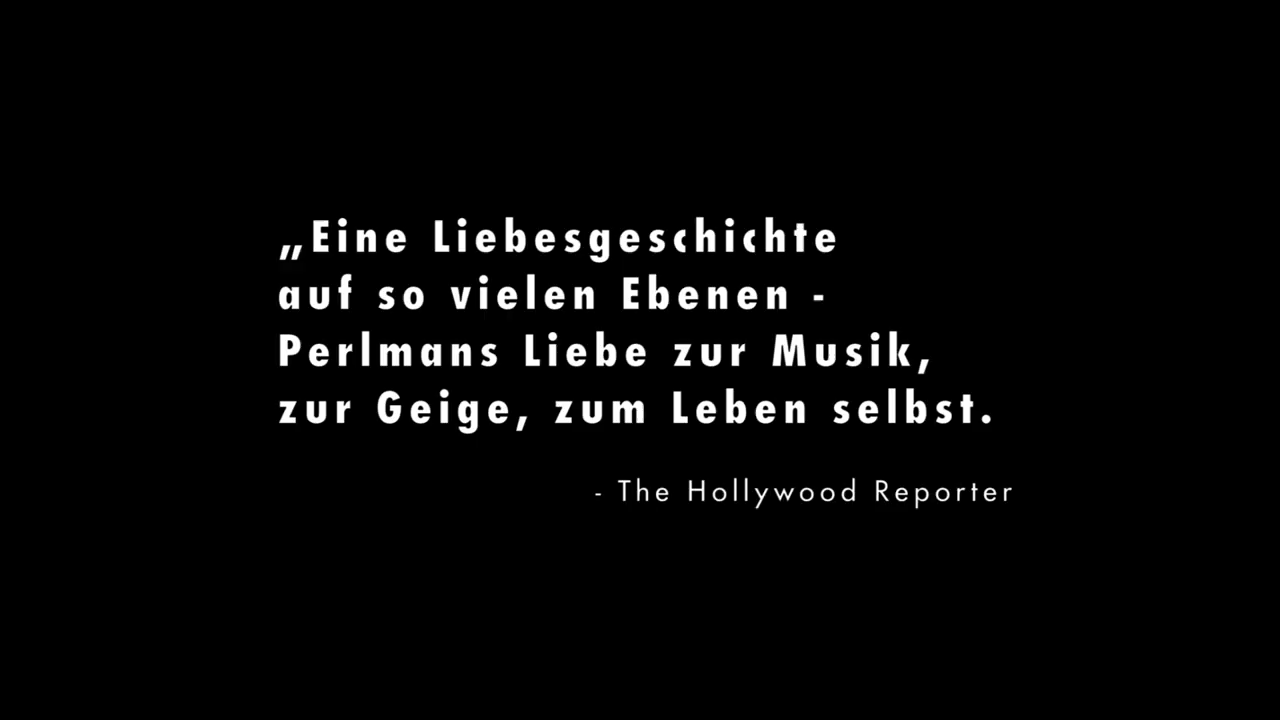 „Eine Liebesgeschichte
auf so vielen Ebenen -
Perlmans Liebe zur Musik,
zur Geige, zum Leben selbst.
- The Hollywood Reporter